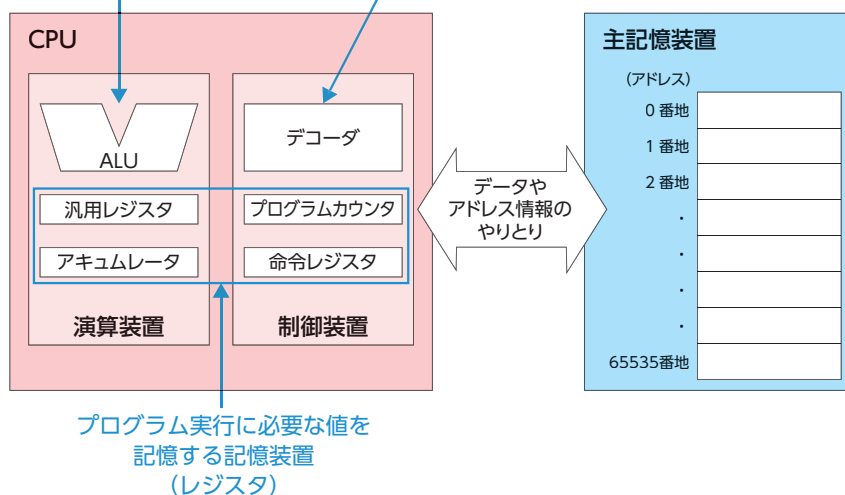 CPU
ALU
汎用レジスタ
アキュムレータ
演算装置
デコーダ
プログラムカウンタ
命令レジスタ
制御装置
データや
アドレス情報の
やりとり
主記憶装置
（アドレス）
0 番地
1 番地
2 番地
・
・
・
・
65535番地
プログラム実行に必要な値を
記憶する記憶装置
（レジスタ）